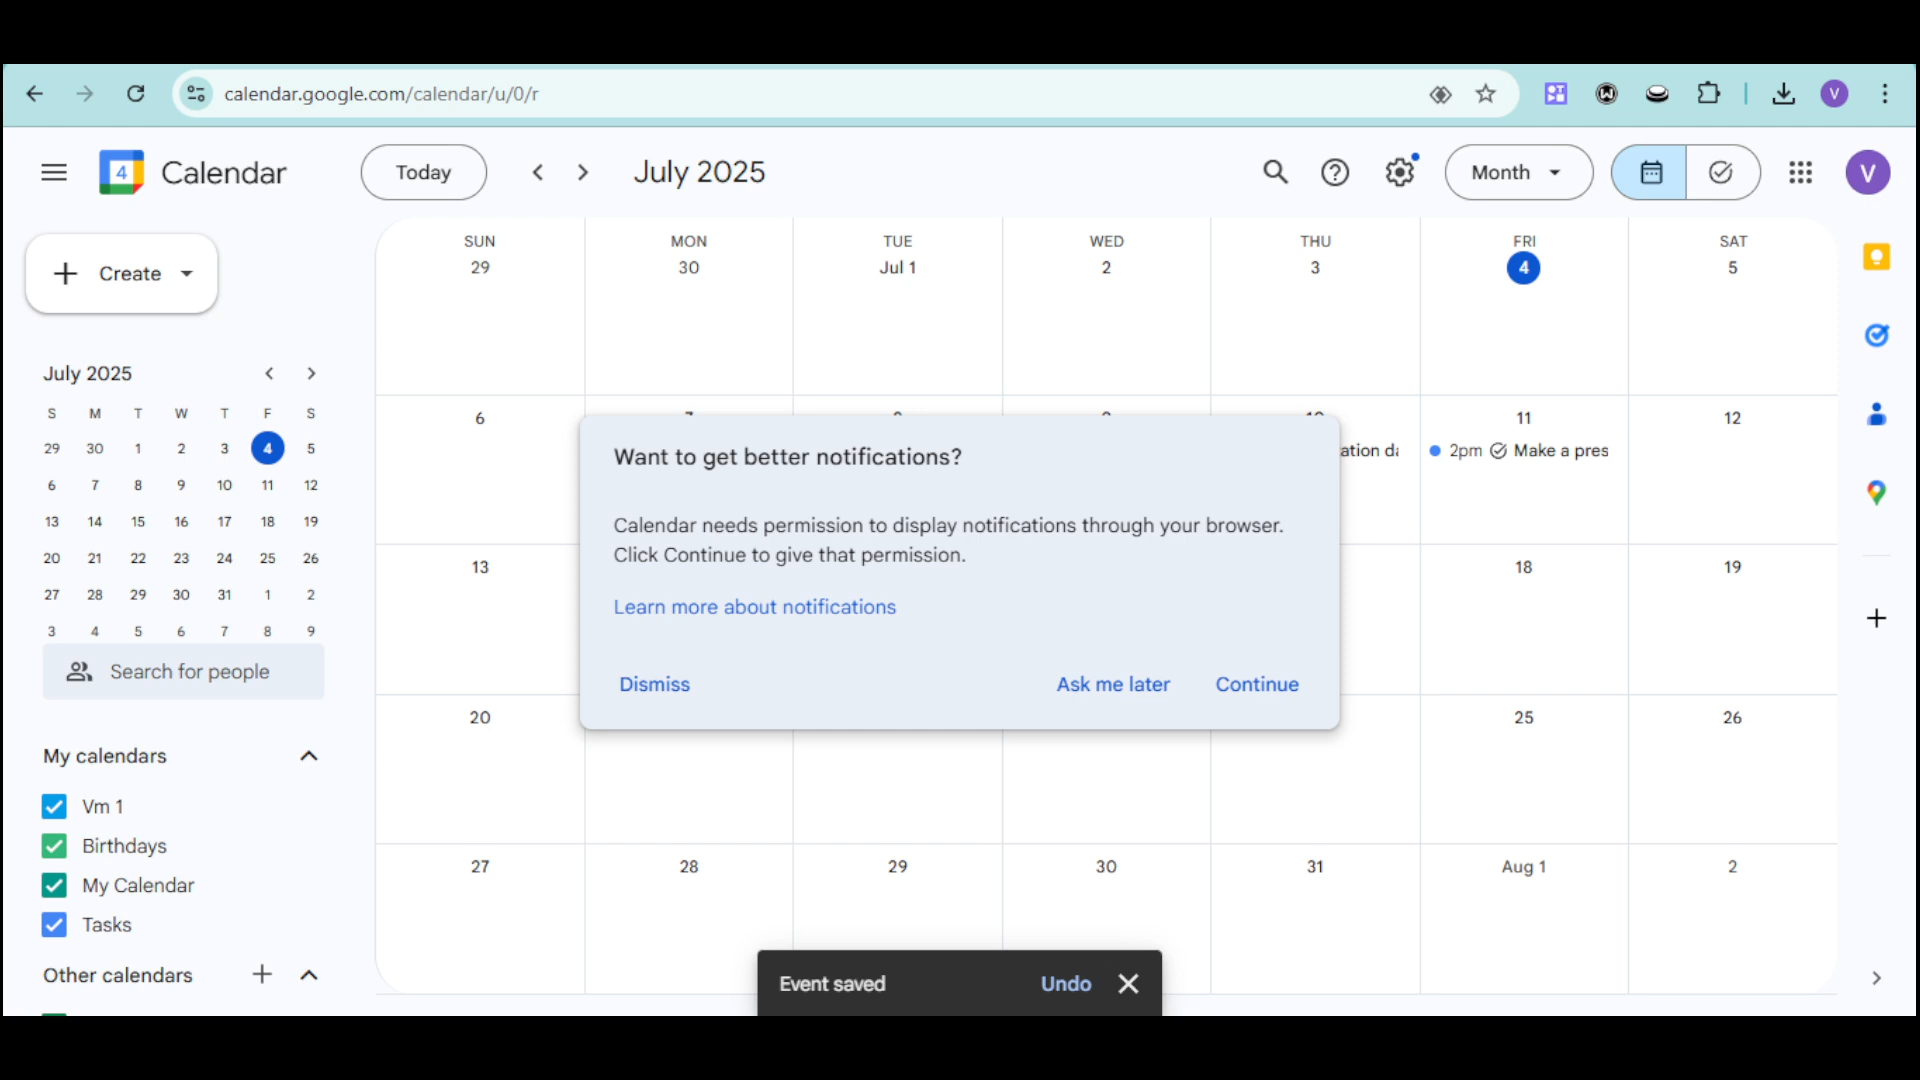 calendar.google.com/calendar/u/0/r
V
4 Calendar Today July 2025 Month V
Create
July 2025
S M T W T F S
29 30 1 2 3 4 5
6 7 8 9 10 11 12
13 14 15 16 17 18 19
20 21 22 23 24 25 26
27 28 29 30 31 1 2
3 4 5 6 7 8 9
Search for people
My calendars
Vm 1
Birthdays
My Calendar
Tasks
Other calendars
SUN MON TUE WED THU FRI SAT
29 30 Jul 1 2 3 4 5
6 11 12
2pm Make a pres
13 18 19
20 25 26
27 28 29 30 31 Aug 1 2
Want to get better notifications?
Calendar needs permission to display notifications through your browser.
Click Continue to give that permission.
Learn more about notifications
Dismiss Ask me later Continue
Event saved Undo